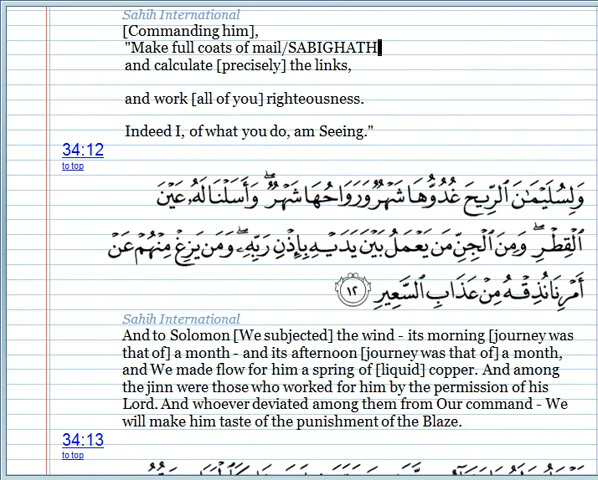 Sahih International
[Commanding him],
"Make full coats of mail/SABIGHATH
and calculate [precisely] the links,
and work [all of you] righteousness.
Indeed I, of what you do, am Seeing."
34:12
to top
وَلِسُلَيْمَـٰنَ ٱلرِّيحَ غُدُوُّهَا شَهْرٌ وَرَوَاحُهَا شَهْرٌ ۖ وَأَسَلْنَا لَهُۥ عَيْنَ
ٱلْقِطْرِ ۖ وَمِنَ ٱلْجِنِّ مَن يَعْمَلُ بَيْنَ يَدَيْهِ بِإِذْنِ رَبِّهِۦ ۖ وَمَن يَزِغْ مِنْهُمْ عَنْ
أَمْرِنَا نُذِقْهُ مِنْ عَذَابِ ٱلسَّعِيرِ ١٢
Sahih International
And to Solomon [We subjected] the wind - its morning [journey was
that of] a month - and its afternoon [journey was that of] a month,
and We made flow for him a spring of [liquid] copper. And among
the jinn were those who worked for him by the permission of his
Lord. And whoever deviated among them from Our command - We
will make him taste of the punishment of the Blaze.
34:13
to top